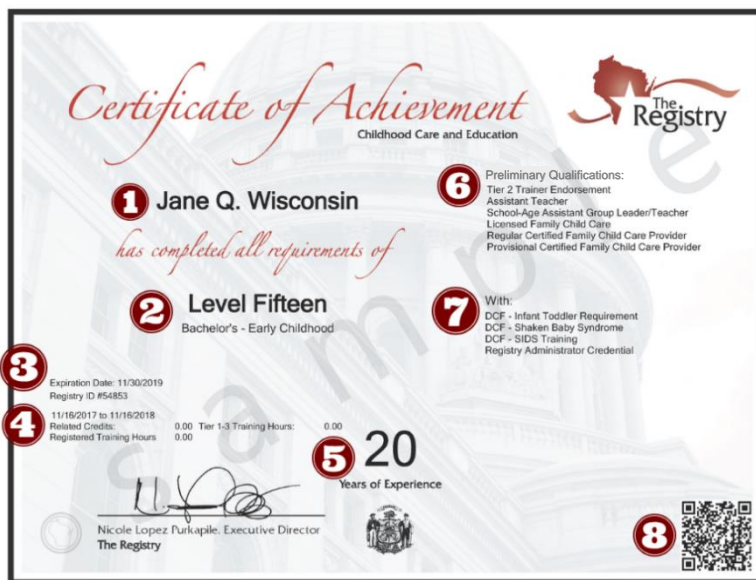 Certificate of Achievement
Childhood Care and Education
The
Registry
1 Jane Q. Wisconsin
has completed all requirements of
2 Level Fifteen
Bachelor's - Early Childhood
6 Preliminary Qualifications:
Tier 2 Trainer Endorsement
Assistant Teacher
School-Age Assistant Group Leader/Teacher
Licensed Family Child Care
Regular Certified Family Child Care Provider
Provisional Certified Family Child Care Provider
7 With:
DCF - Infant Toddler Requirement
DCF - Shaken Baby Syndrome
DCF - SIDS Training
Registry Administrator Credential
3
Expiration Date: 11/30/2019
Registry ID #54853
4 11/16/2017 to 11/16/2018
Related Credits: 0.00 Tier 1-3 Training Hours: 0.00
Registered Training Hours 0.00
5 20
Years of Experience
Nicole Lopez Purkapile, Executive Director
The Registry
8
sample